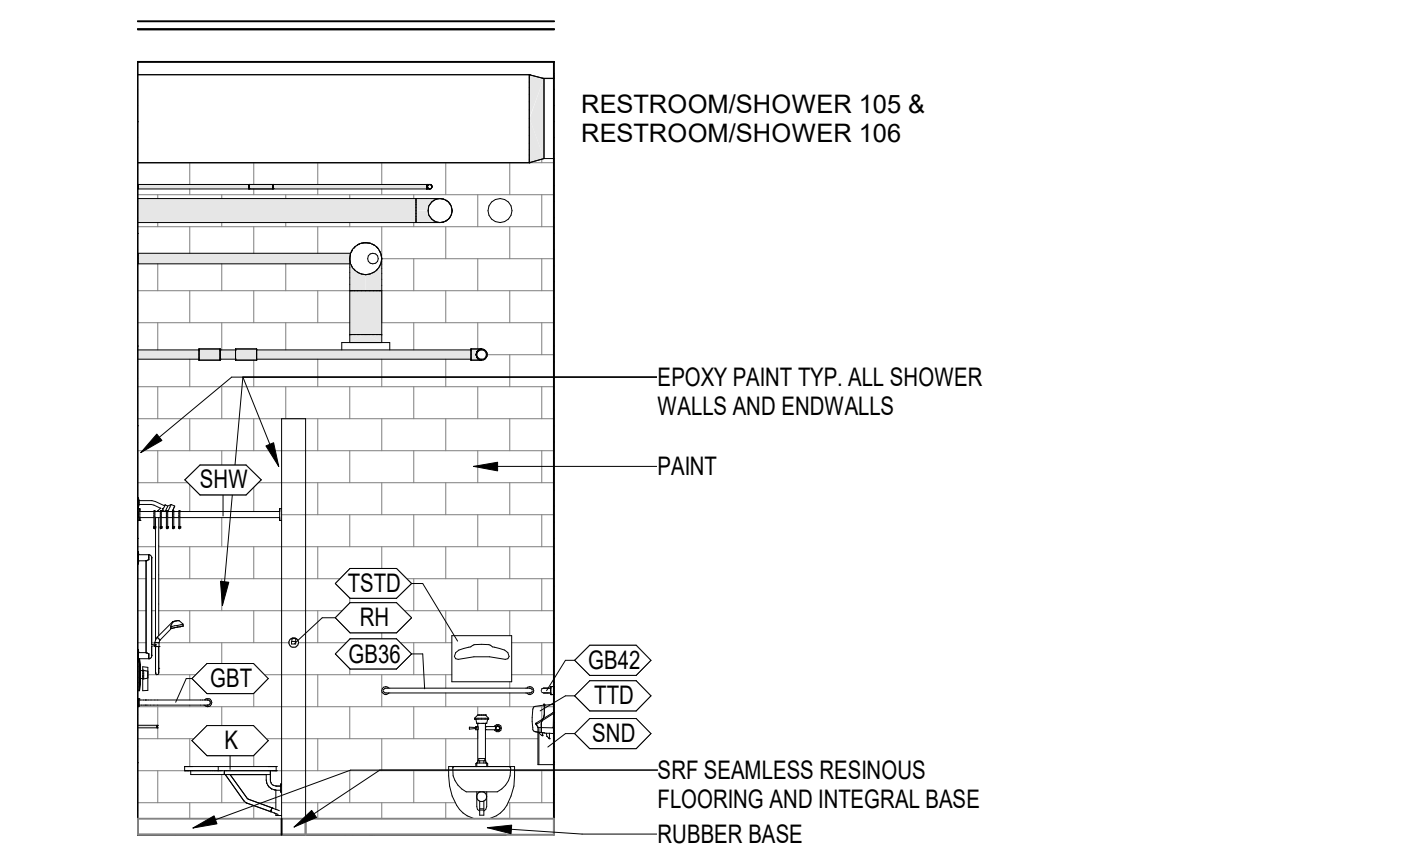 RESTROOM/SHOWER 105 &
RESTROOM/SHOWER 106
EPOXY PAINT TYP. ALL SHOWER
WALLS AND ENDWALLS
PAINT
SHW
TSTD
RH
GB36
GB42
GBT
TTD
SND
K
SRF SEAMLESS RESINOUS
FLOORING AND INTEGRAL BASE
RUBBER BASE